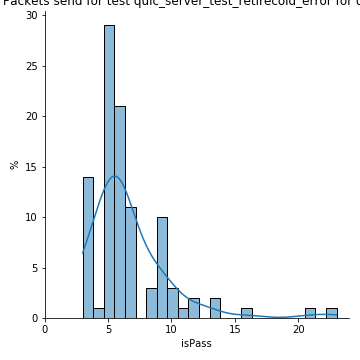 Packets send for test quic_server_test_retirecoid_error for
30
25
20
15
10
5
0
%
0 5 10 15 20
isPass